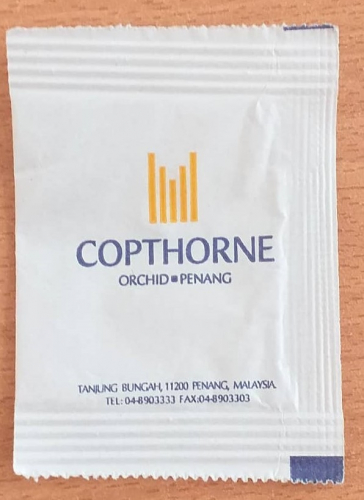 COPTHORNE
ORCHID ■ PENANG
TANJUNG BUNGAH, 11200 PENANG, MALAYSIA.
TEL: 04-8903333 FAX:04-8903303